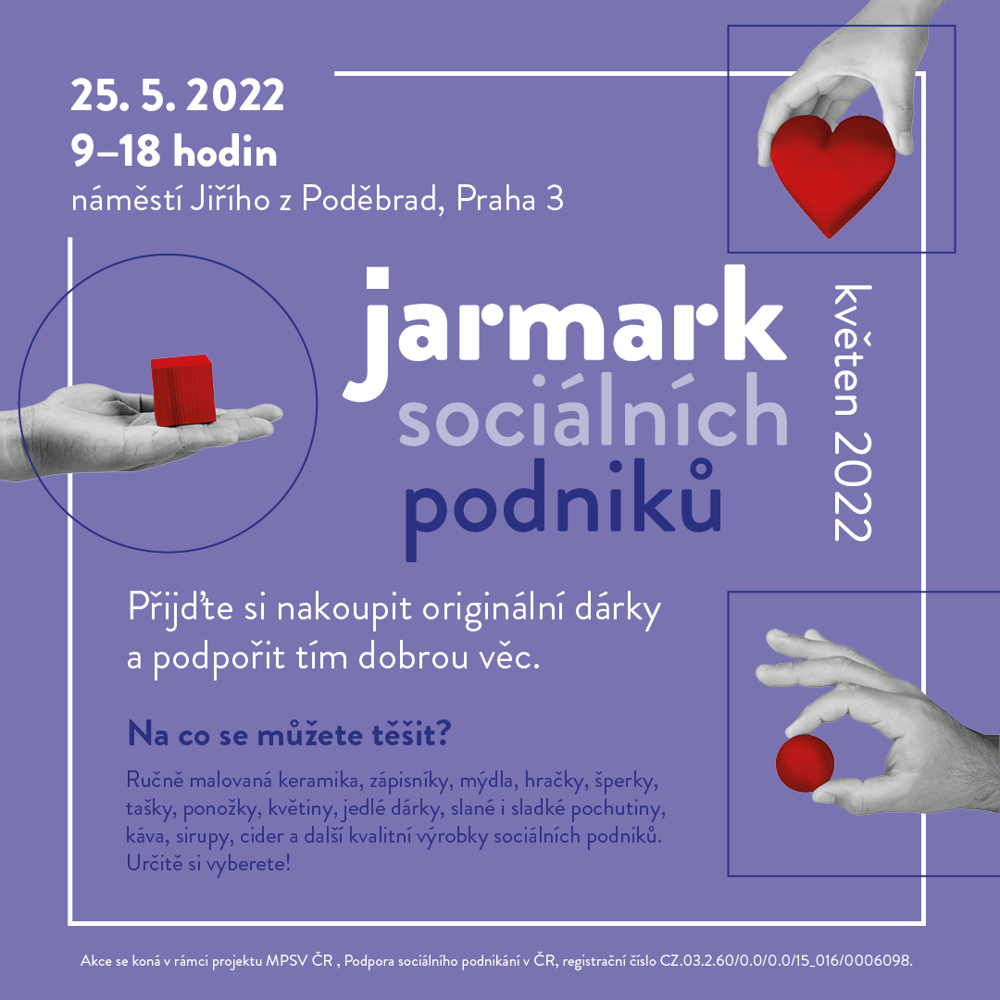 25. 5. 2022
9–18 hodin
náměstí Jiřího z Poděbrad, Praha 3
jarmark
sociálních
podniků
květen 2022
Přijďte si nakoupit originální dárky
a podpořit tím dobrou věc.
Na co se můžete těšit?
Ručně malovaná keramika, zápisníky, mýdla, hračky, šperky,
tašky, ponožky, květiny, jedlé dárky, slané i sladké pochutiny,
káva, sirupy, cider a další kvalitní výrobky sociálních podniků.
Určitě si vyberete!
Akce se koná v rámci projektu MPSV ČR , Podpora sociálního podnikání v ČR, registrační číslo CZ.03.2.60/0.0/0.0/15_016/0006098.